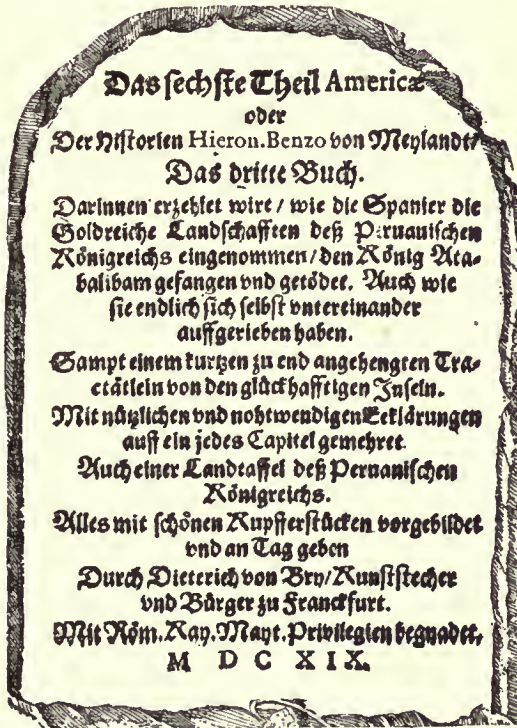 Das sechste Theil Americæ
oder
Der Historien Hieron. Benzo von Meylandt/
Das dritte Buch.
Darinnen erzehlet wirt / wie die Spanier die
Goldreiche Landschafften deß Peruanischen
Königreichs eingenommen / den König Ata-
balibam gefangen vnd getödet. Auch wie
sie endlich sich selbst vntereinander
auffgerieben haben.
Sampt einem kurtzen zu end angehengten Tra-
ctätlein von den glückhafftigen Inseln.
Mit nützlichen vnd nohtwendigen Erklärungen
auff ein jedes Capitel gemehret.
Auch einer Landtaffel deß Peruanischen
Königreichs.
Alles mit schönen Kupfferstücken vorgebildet
vnd an Tag geben
Durch Dieterich von Bry / Kunststecher
vnd Bürger zu Franckfurt.
Mit Röm. Kay. Mayt. Privilegien begnadet.
M D C XIX.